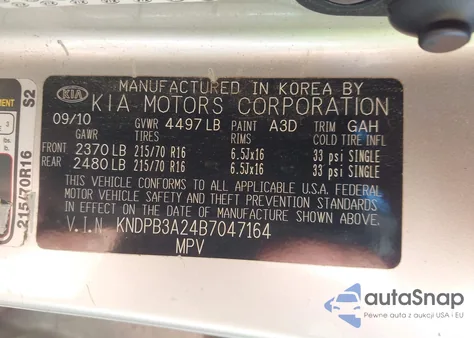 MANUFACTURED IN KOREA BY
KIA KIA MOTORS CORPORATION
09/10 GVWR 4497 LB PAINT A3D TRIM GAH
GAWR TIRES RIMS COLD TIRE INFL
FRONT 2370 LB 215/70 R16 6.5Jx16 33 psi SINGLE
REAR 2480 LB 215/70 R16 6.5Jx16 33 psi SINGLE
THIS VEHICLE CONFORMS TO ALL APPLICABLE U.S.A. FEDERAL
MOTOR VEHICLE SAFETY AND THEFT PREVENTION STANDARDS
IN EFFECT ON THE DATE OF MANUFACTURE SHOWN ABOVE.
V.I.N KNDPB3A24B7047164
MPV
S2
215/70R16
autoSnap
Pewne auta z aukcji USA i EU